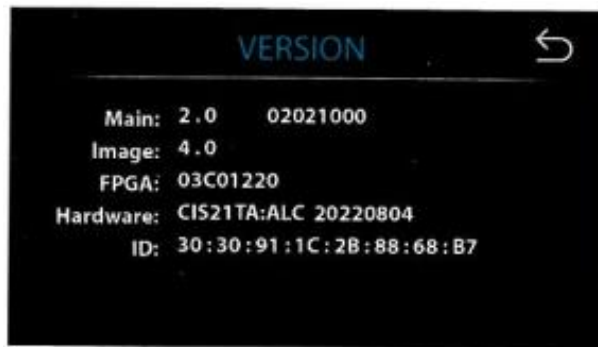 VERSION
Main: 2.0 02021000
Image: 4.0
FPGA: 03C01220
Hardware: CIS21TA:ALC 20220804
ID: 30:30:91:1C:2B:88:68:B7